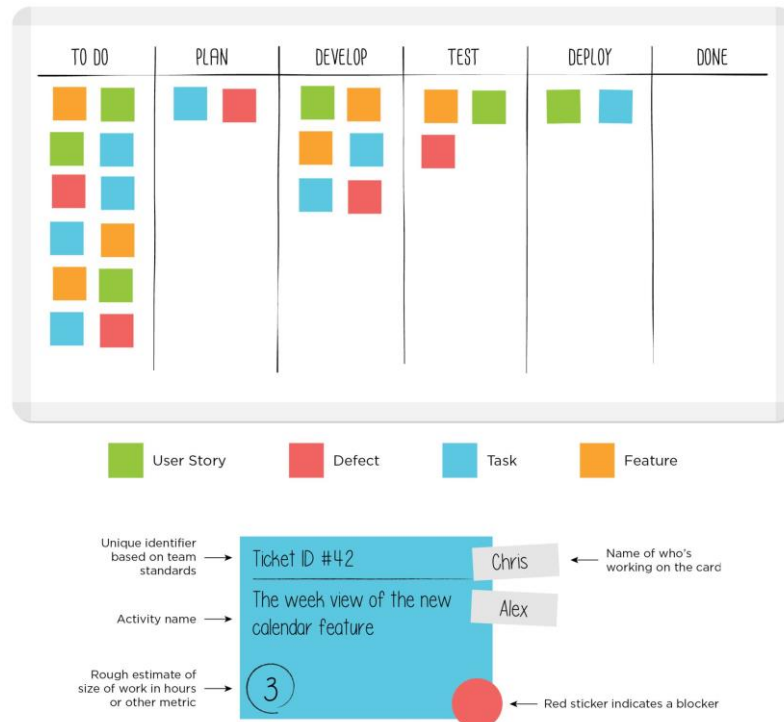 TO DO
PLAN
DEVELOP
TEST
DEPLOY
DONE
User Story
Defect
Task
Feature
Unique identifier
based on team
standards
Ticket ID #42
Chris
Name of who's
working on the card
Activity name
The week view of the new
calendar feature
Alex
Rough estimate of
size of work in hours
or other metric
3
Red sticker indicates a blocker